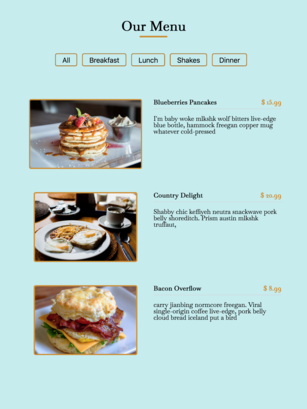 Our Menu
All
Breakfast
Lunch
Shakes
Dinner
Blueberries Pancakes $ 13.99
I'm baby woke mlkshk wolf bitters live-edge
blue bottle, hammock freegan copper mug
whatever cold-pressed
Country Delight $ 20.99
Shabby chic keffiyeh neutra snackwave pork
belly shoreditch. Prism austin mlkshk
truffaut,
Bacon Overflow $ 8.99
carry jianbing normcore freegan. Viral
single-origin coffee live-edge, pork belly
cloud bread iceland put a bird